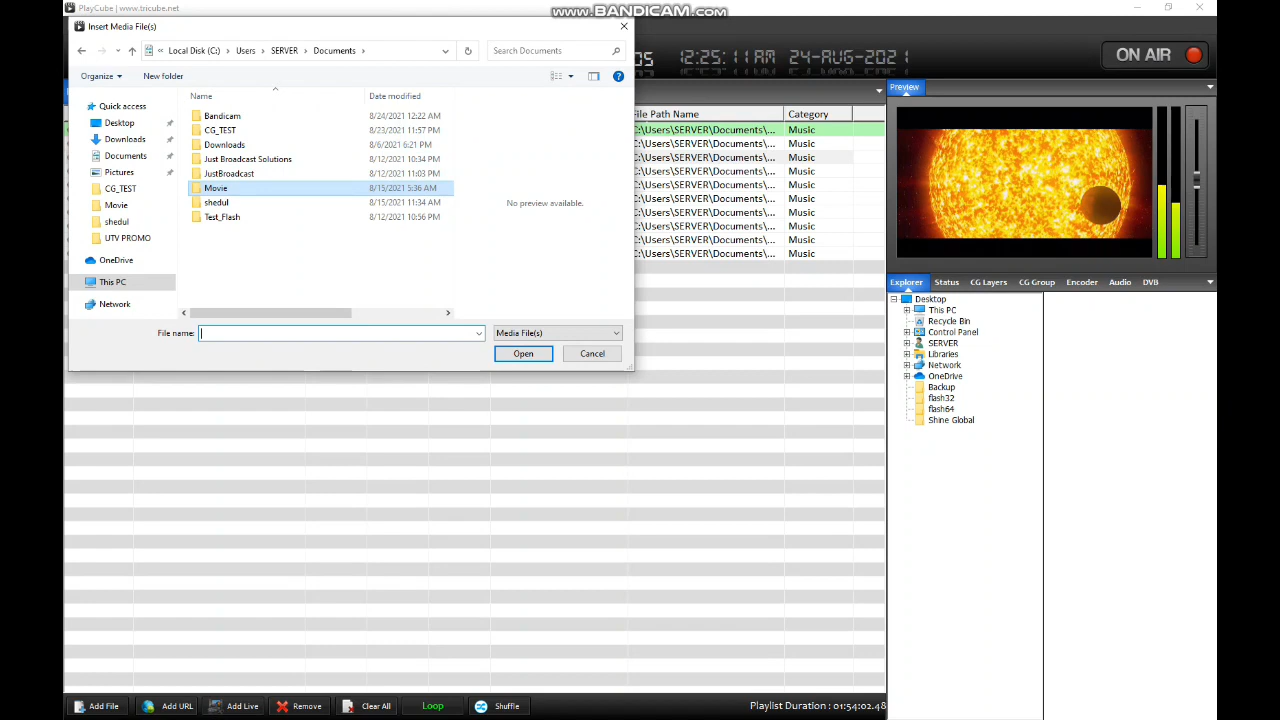 PlayCube // www.tricube.net
www.BANDICAM.com
Insert Media File(s)
« Local Disk (C:) › Users › SERVER › Documents ›
Search Documents
Organize
New folder
05
12:25:11AM 24-AUG-2021
ON AIR
Name
Date modified
Quick access
Desktop
Downloads
Documents
Pictures
CG_TEST
Movie
shedul
UTV PROMO
OneDrive
This PC
Network
Bandicam 8/24/2021 12:22 AM
CG_TEST 8/23/2021 11:57 PM
Downloads 8/6/2021 6:21 PM
Just Broadcast Solutions 8/12/2021 10:34 PM
JustBroadcast 8/12/2021 11:03 PM
Movie 8/15/2021 5:36 AM
shedul 8/15/2021 11:34 AM
Test_Flash 8/12/2021 10:56 PM
No preview available.
File name:
Media File(s)
Open
Cancel
File Path Name Category
C:\Users\SERVER\Documents\... Music
C:\Users\SERVER\Documents\... Music
C:\Users\SERVER\Documents\... Music
C:\Users\SERVER\Documents\... Music
C:\Users\SERVER\Documents\... Music
C:\Users\SERVER\Documents\... Music
C:\Users\SERVER\Documents\... Music
C:\Users\SERVER\Documents\... Music
C:\Users\SERVER\Documents\... Music
C:\Users\SERVER\Documents\... Music
Preview
Explorer Status CG Layers CG Group Encoder Audio DVB
Desktop
This PC
Recycle Bin
Control Panel
SERVER
Libraries
Network
OneDrive
Backup
flash32
flash64
Shine Global
Add File
Add URL
Add Live
Remove
Clear All
Loop
Shuffle
Playlist Duration : 01:54:02.48